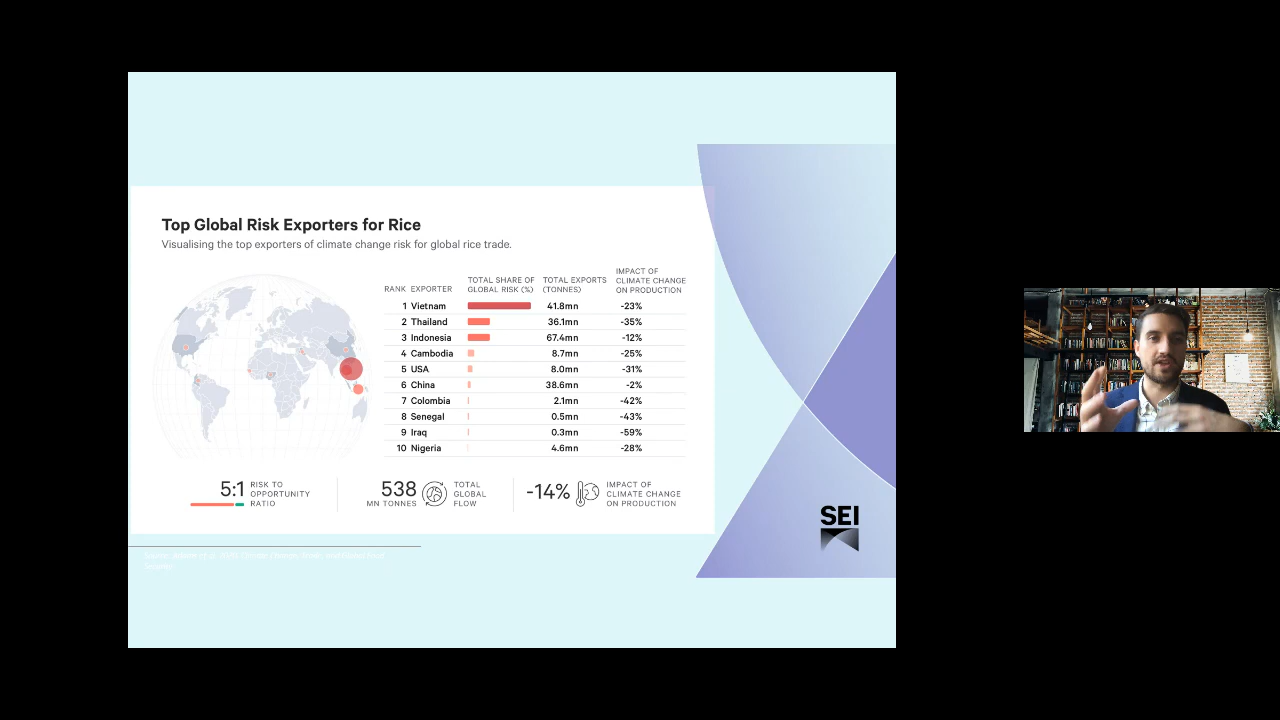 Top Global Risk Exporters for Rice
Visualising the top exporters of climate change risk for global rice trade.
RANK EXPORTER TOTAL SHARE OF GLOBAL RISK (%) TOTAL EXPORTS (TONNES) IMPACT OF CLIMATE CHANGE ON PRODUCTION
1 Vietnam 41.8mn -23%
2 Thailand 36.1mn -35%
3 Indonesia 67.4mn -12%
4 Cambodia 8.7mn -25%
5 USA 8.0mn -31%
6 China 38.6mn -2%
7 Colombia 2.1mn -42%
8 Senegal 0.5mn -43%
9 Iraq 0.3mn -59%
10 Nigeria 4.6mn -28%
5:1 RISK TO OPPORTUNITY RATIO
538 MN TONNES TOTAL GLOBAL FLOW
-14% IMPACT OF CLIMATE CHANGE ON PRODUCTION
SEI
Security